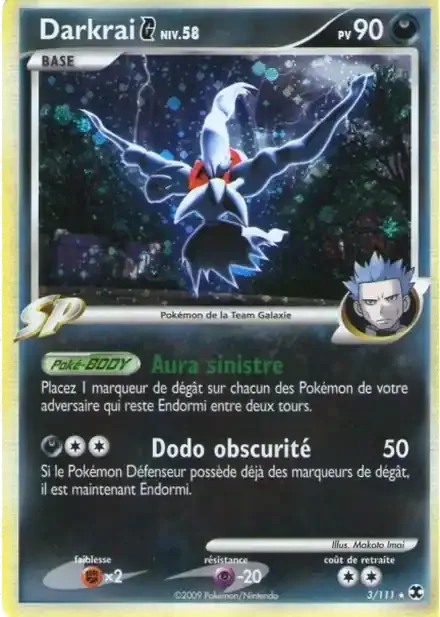 Darkrai G NIV.58 PV 90
BASE
SP
Pokémon de la Team Galaxie
Poké-BODY Aura sinistre
Placez 1 marqueur de dégât sur chacun des Pokémon de votre
adversaire qui reste Endormi entre deux tours.
Dodo obscurité 50
Si le Pokémon Défenseur possède déjà des marqueurs de dégât,
il est maintenant Endormi.
Illus. Makoto Imai
faiblesse résistance coût de retraite
×2 -20
©2009 Pokémon/Nintendo 3/111 ★